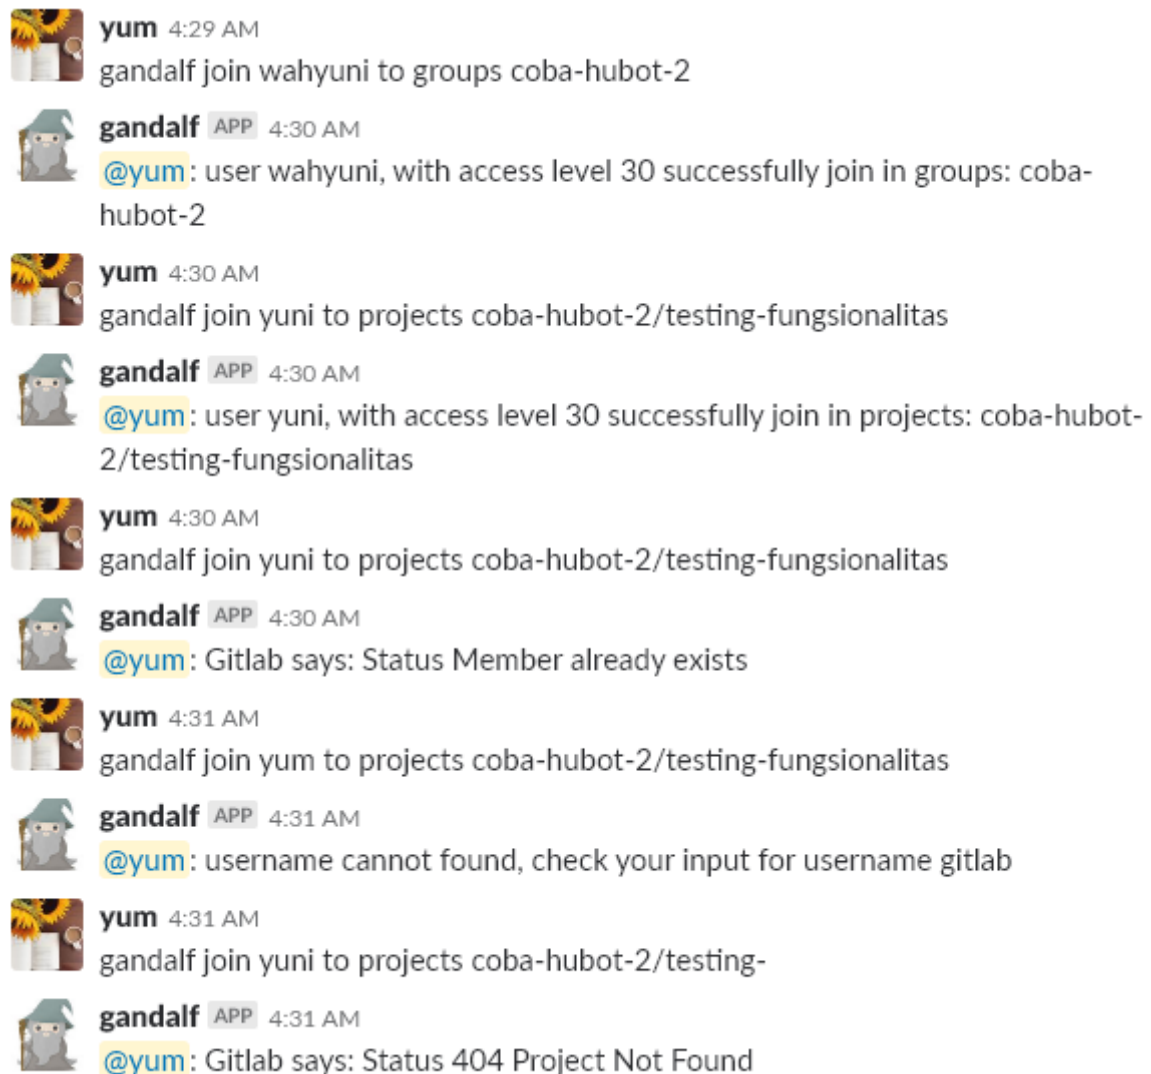 yum 4:29 AM
gandalf join wahyuni to groups coba-hubot-2
gandalf APP 4:30 AM
@yum: user wahyuni, with access level 30 successfully join in groups: coba-
hubot-2
yum 4:30 AM
gandalf join yuni to projects coba-hubot-2/testing-fungsionalitas
gandalf APP 4:30 AM
@yum: user yuni, with access level 30 successfully join in projects: coba-hubot-
2/testing-fungsionalitas
yum 4:30 AM
gandalf join yuni to projects coba-hubot-2/testing-fungsionalitas
gandalf APP 4:30 AM
@yum: Gitlab says: Status Member already exists
yum 4:31 AM
gandalf join yum to projects coba-hubot-2/testing-fungsionalitas
gandalf APP 4:31 AM
@yum: username cannot found, check your input for username gitlab
yum 4:31 AM
gandalf join yuni to projects coba-hubot-2/testing-
gandalf APP 4:31 AM
@yum: Gitlab says: Status 404 Project Not Found